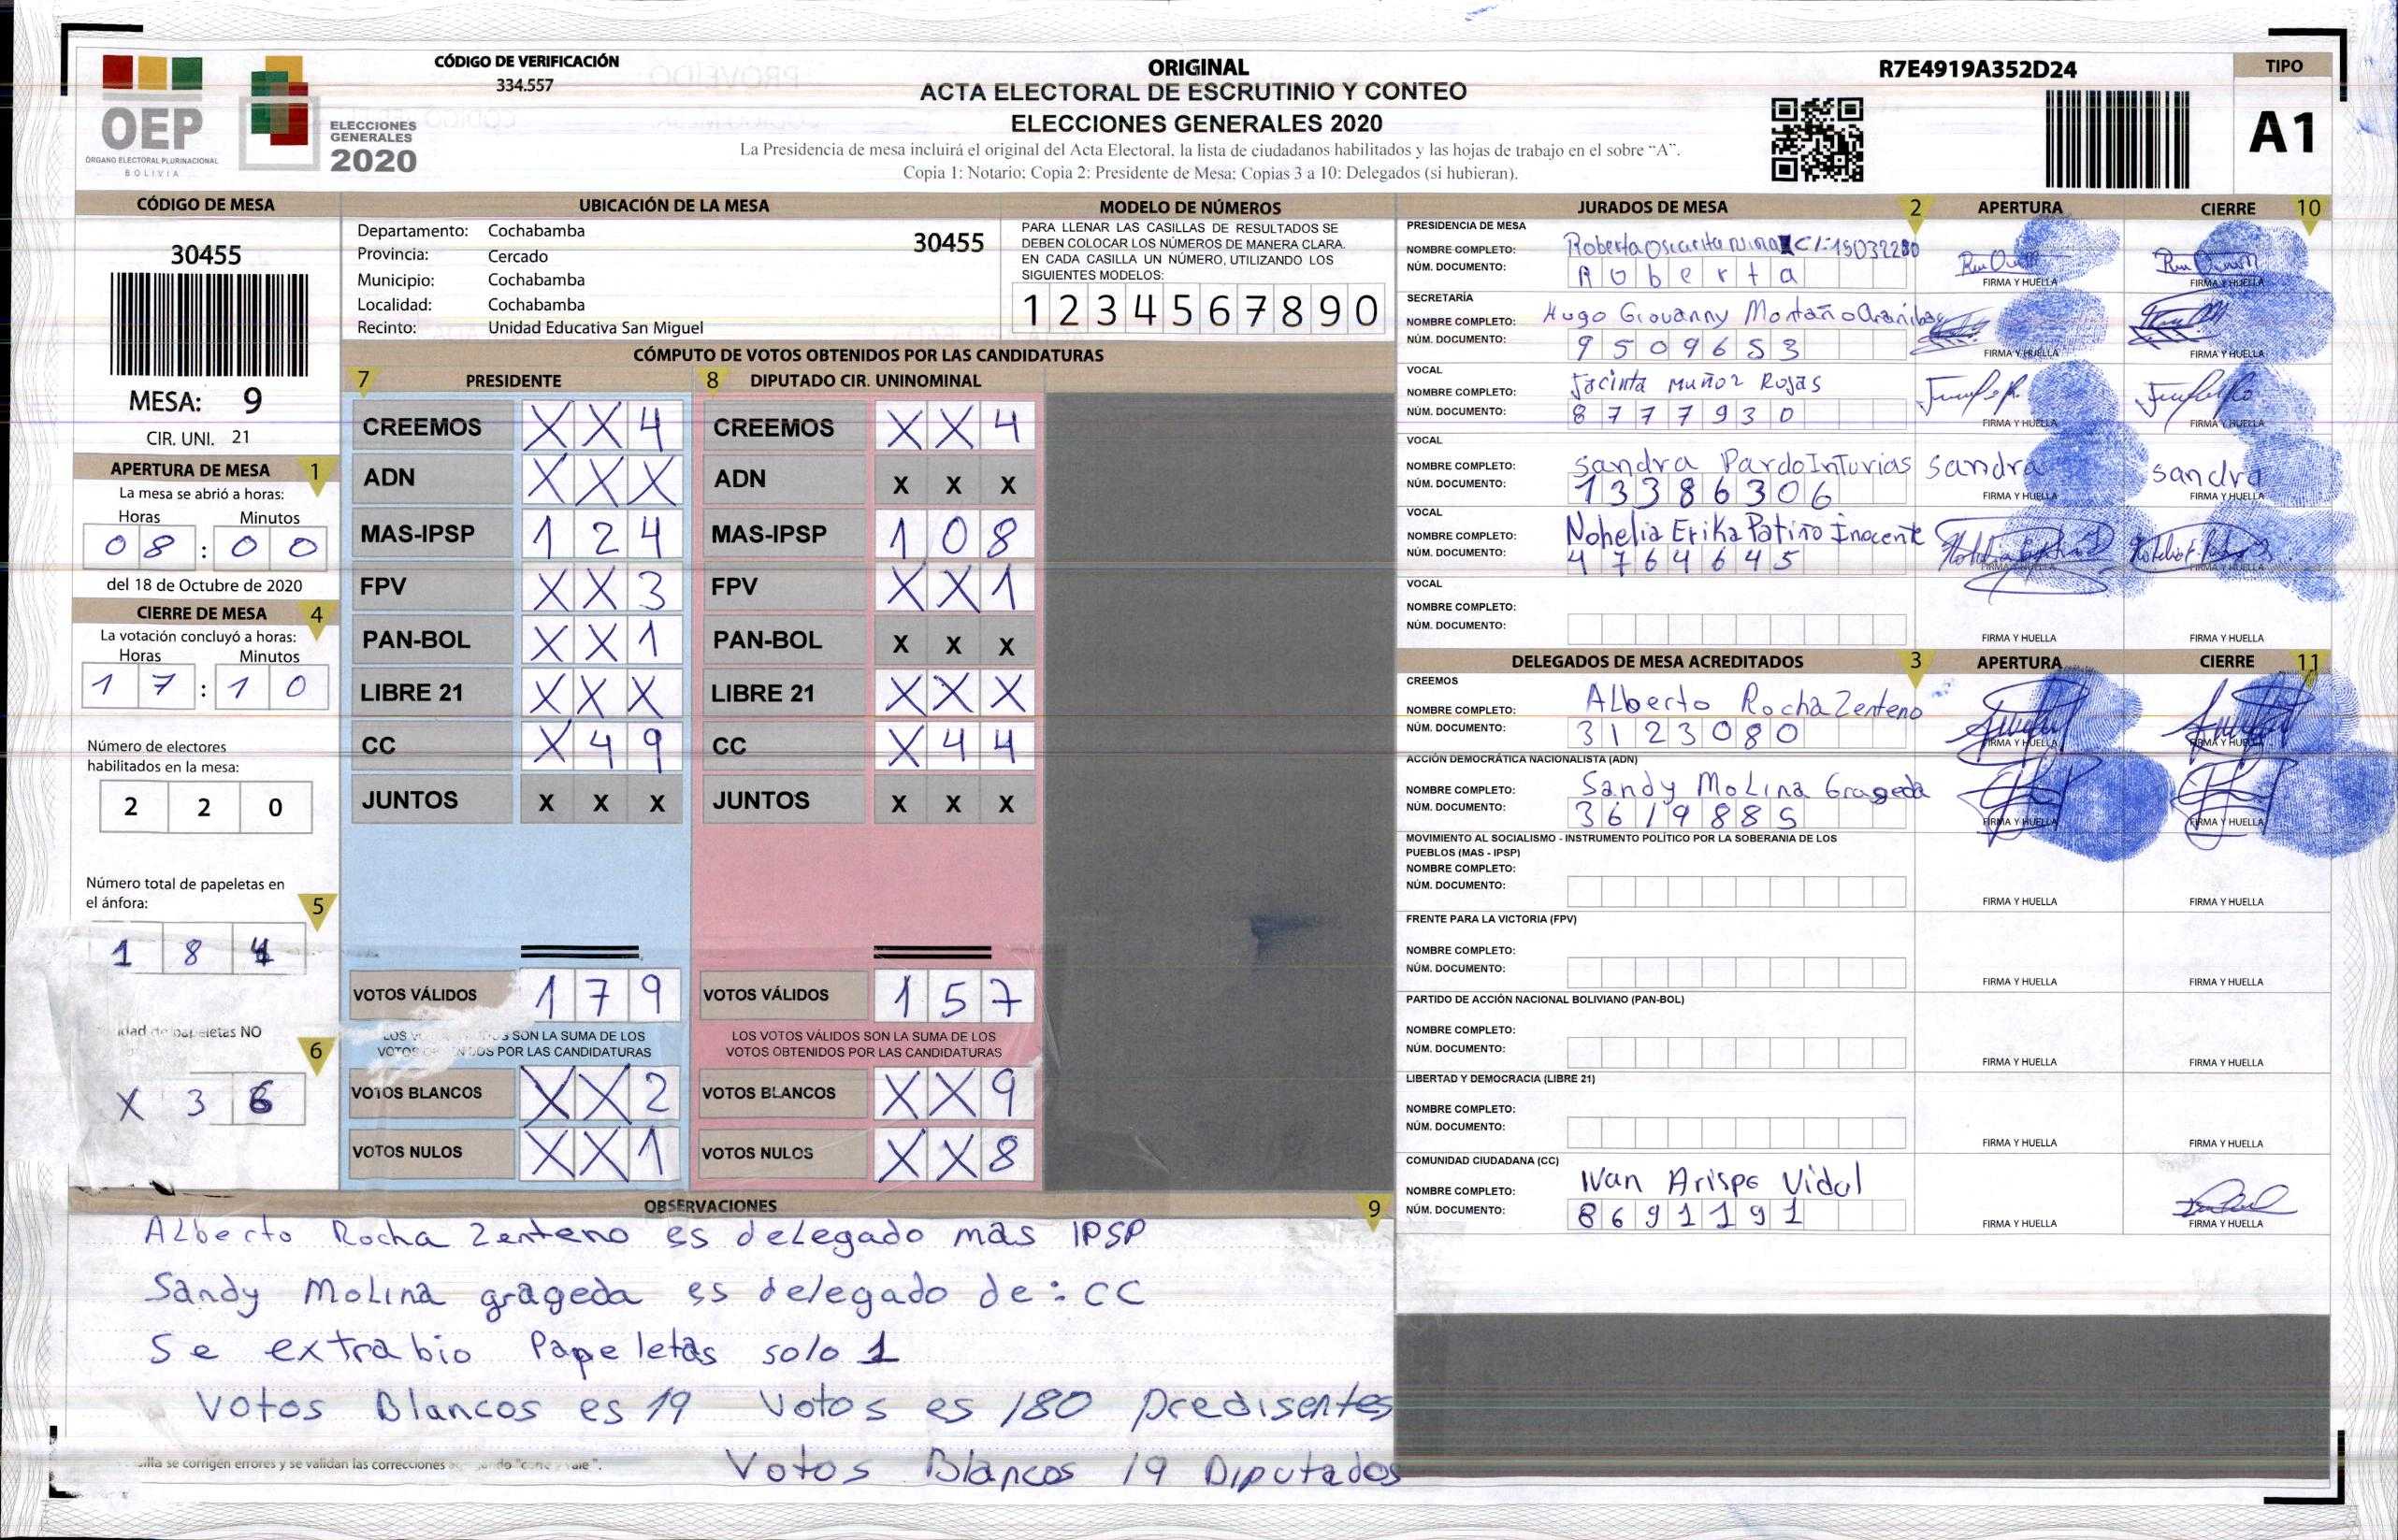 CÓDIGO DE VERIFICACIÓN
334.557
OEP
ÓRGANO ELECTORAL PLURINACIONAL
BOLIVIA
ELECCIONES
GENERALES
2020
ORIGINAL
ACTA ELECTORAL DE ESCRUTINIO Y CONTEO
ELECCIONES GENERALES 2020
La Presidencia de mesa incluirá el original del Acta Electoral, la lista de ciudadanos habilitados y las hojas de trabajo en el sobre “A”.
Copia 1: Notario; Copia 2: Presidente de Mesa; Copias 3 a 10: Delegados (si hubieran).
R7E4919A352D24
TIPO
A1
CÓDIGO DE MESA
30455
MESA: 9
CIR. UNI. 21
APERTURA DE MESA 1
La mesa se abrió a horas:
Horas Minutos
0 8 : 0 0
del 18 de Octubre de 2020
CIERRE DE MESA 4
La votación concluyó a horas:
Horas Minutos
1 7 : 1 0
Número de electores
habilitados en la mesa:
2 2 0
Número total de papeletas en
el ánfora:
5
1 8 4
papeletas NO
6
X 3 6
UBICACIÓN DE LA MESA
Departamento: Cochabamba
Provincia: Cercado
Municipio: Cochabamba
Localidad: Cochabamba
Recinto: Unidad Educativa San Miguel
30455
MODELO DE NÚMEROS
PARA LLENAR LAS CASILLAS DE RESULTADOS SE
DEBEN COLOCAR LOS NÚMEROS DE MANERA CLARA.
EN CADA CASILLA UN NÚMERO, UTILIZANDO LOS
SIGUIENTES MODELOS:
1 2 3 4 5 6 7 8 9 0
CÓMPUTO DE VOTOS OBTENIDOS POR LAS CANDIDATURAS
7 PRESIDENTE
CREEMOS X X 4
ADN X X X
MAS-IPSP 1 2 4
FPV X X 3
PAN-BOL X X 1
LIBRE 21 X X X
CC X 4 9
JUNTOS X X X
VOTOS VÁLIDOS 1 7 9
LOS SON LA SUMA DE LOS
POR LAS CANDIDATURAS
VOTOS BLANCOS X X 2
VOTOS NULOS X X 1
8 DIPUTADO CIR. UNINOMINAL
CREEMOS X X 4
ADN X X X
MAS-IPSP 1 0 8
FPV X X 1
PAN-BOL X X X
LIBRE 21 X X X
CC X 4 4
JUNTOS X X X
VOTOS VÁLIDOS 1 5 7
LOS VOTOS VÁLIDOS SON LA SUMA DE LOS
VOTOS OBTENIDOS POR LAS CANDIDATURAS
VOTOS BLANCOS X X 9
VOTOS NULOS X X 8
OBSERVACIONES 9
Alberto Rocha Zenteno es delegado mas IPSP
Sandy Molina grageda es delegado de: CC
Se extrabio Papeletas solo 1
Votos Blancos es 19 Votos es 180 predisentes
Votos Blancos 19 Diputados
se corrigén errores y se validan las correcciones
JURADOS DE MESA 2 APERTURA CIERRE 10
PRESIDENCIA DE MESA
NOMBRE COMPLETO: Roberta Oscarita Nina
NÚM. DOCUMENTO: R o b e r t a
FIRMA Y HUELLA FIRMA Y HUELLA
SECRETARÍA
NOMBRE COMPLETO: Hugo Giovanny Montaño Aranibar
NÚM. DOCUMENTO: 9 5 0 9 6 5 3
FIRMA Y HUELLA FIRMA Y HUELLA
VOCAL
NOMBRE COMPLETO: Jacinta Muñoz Rojas
NÚM. DOCUMENTO: 8 7 7 7 9 3 0
FIRMA Y HUELLA FIRMA Y HUELLA
VOCAL
NOMBRE COMPLETO: Sandra Pardo Inturias Sandra Sandra
NÚM. DOCUMENTO: 1 3 3 8 6 3 0 6
FIRMA Y HUELLA FIRMA Y HUELLA
VOCAL
NOMBRE COMPLETO: Nohelia Erika Patiño Inocente
NÚM. DOCUMENTO: 4 7 6 4 6 4 5
FIRMA Y HUELLA FIRMA Y HUELLA
VOCAL
NOMBRE COMPLETO:
NÚM. DOCUMENTO:
FIRMA Y HUELLA FIRMA Y HUELLA
DELEGADOS DE MESA ACREDITADOS 3 APERTURA CIERRE 11
CREEMOS
NOMBRE COMPLETO: Alberto Rocha Zenteno
NÚM. DOCUMENTO: 3 1 2 3 0 8 0
FIRMA Y HUELLA FIRMA Y HUELLA
ACCIÓN DEMOCRÁTICA NACIONALISTA (ADN)
NOMBRE COMPLETO: Sandy Molina Grageda
NÚM. DOCUMENTO: 3 6 1 9 8 8 5
FIRMA Y HUELLA FIRMA Y HUELLA
MOVIMIENTO AL SOCIALISMO - INSTRUMENTO POLÍTICO POR LA SOBERANIA DE LOS
PUEBLOS (MAS - IPSP)
NOMBRE COMPLETO:
NÚM. DOCUMENTO:
FIRMA Y HUELLA FIRMA Y HUELLA
FRENTE PARA LA VICTORIA (FPV)
NOMBRE COMPLETO:
NÚM. DOCUMENTO:
FIRMA Y HUELLA FIRMA Y HUELLA
PARTIDO DE ACCIÓN NACIONAL BOLIVIANO (PAN-BOL)
NOMBRE COMPLETO:
NÚM. DOCUMENTO:
FIRMA Y HUELLA FIRMA Y HUELLA
LIBERTAD Y DEMOCRACIA (LIBRE 21)
NOMBRE COMPLETO:
NÚM. DOCUMENTO:
FIRMA Y HUELLA FIRMA Y HUELLA
COMUNIDAD CIUDADANA (CC)
NOMBRE COMPLETO: Ivan Arispe Vidal
NÚM. DOCUMENTO: 8 6 9 1 1 9 1
FIRMA Y HUELLA FIRMA Y HUELLA